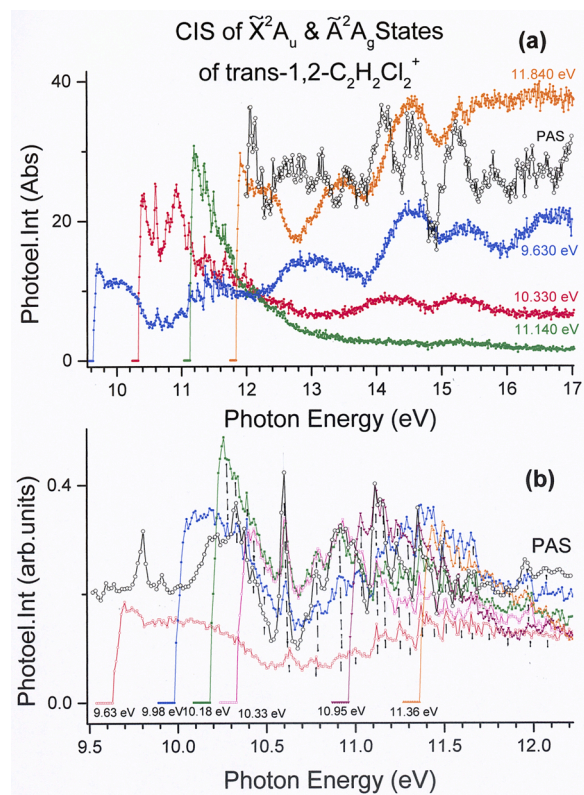 CIS of X̃²Aᵤ & òA_g States
of trans-1,2-C₂H₂Cl₂⁺
(a)
11.840 eV
PAS
9.630 eV
10.330 eV
11.140 eV
Photoel.Int (Abs)
40
20
0
10 11 12 13 14 15 16 17
Photon Energy (eV)
(b)
PAS
Photoel.Int (arb.units)
0.4
0.0
9.63 eV 9.98 eV 10.18 eV 10.33 eV 10.95 eV 11.36 eV
9.5 10.0 10.5 11.0 11.5 12.0
Photon Energy (eV)